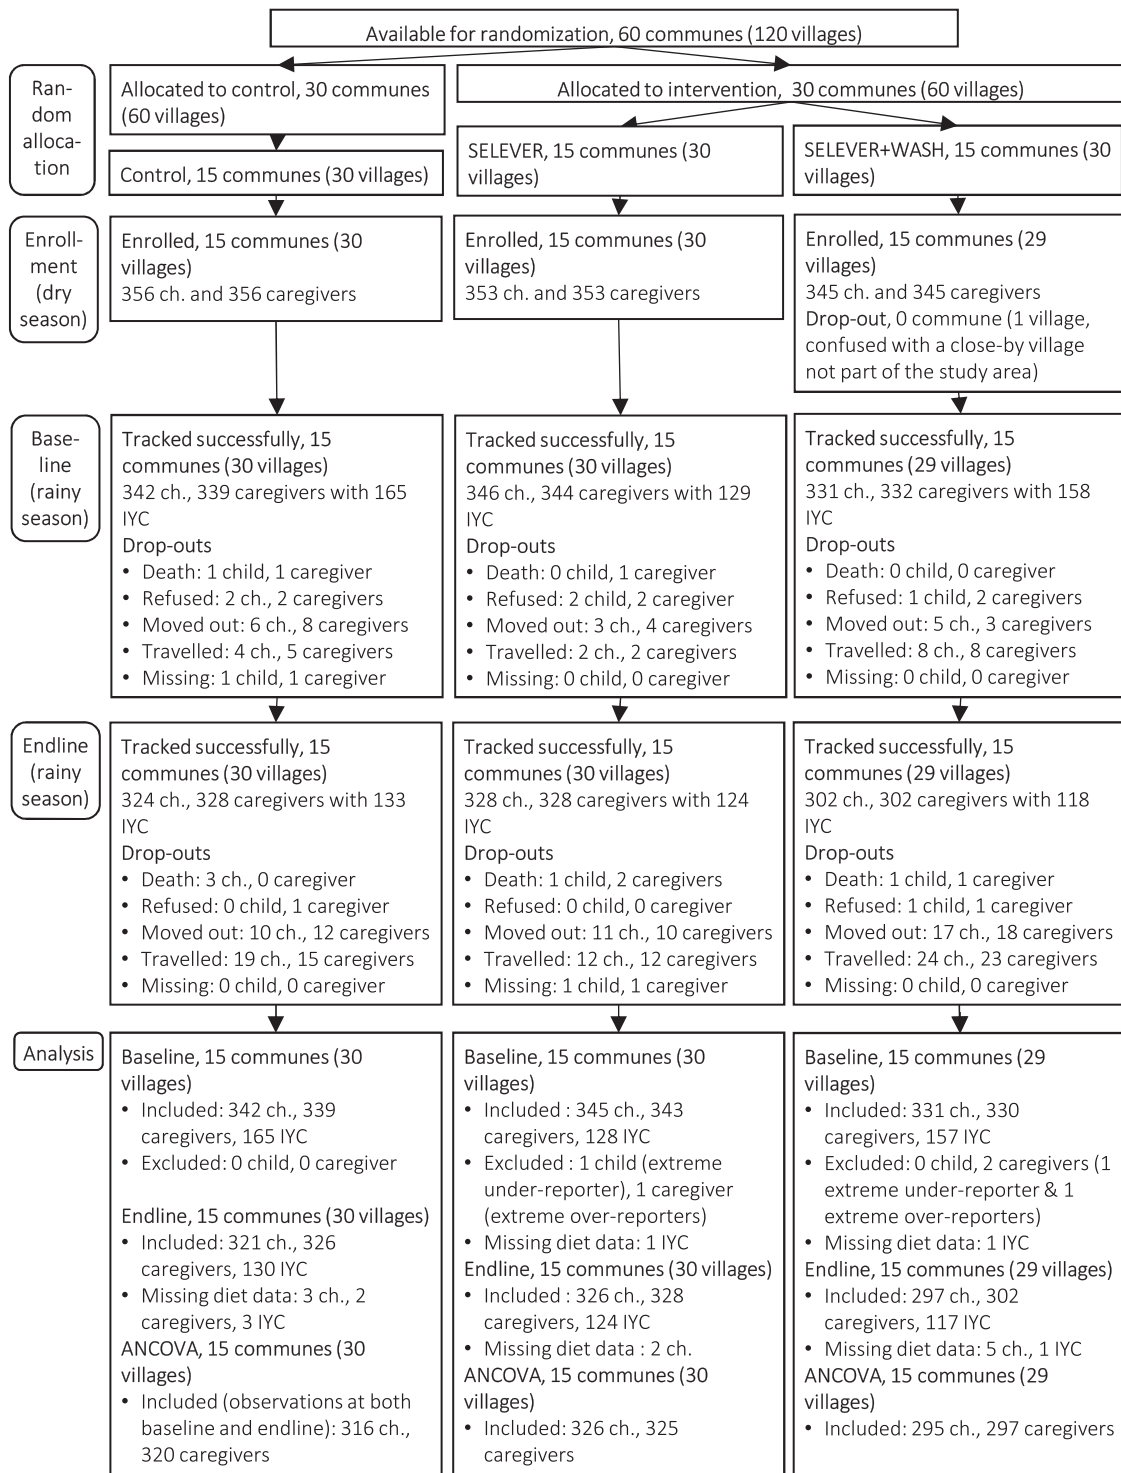 Available for randomization, 60 communes (120 villages)
Ran-
dom
alloca-
tion
Allocated to control, 30 communes
(60 villages)
Allocated to intervention, 30 communes (60 villages)
Control, 15 communes (30 villages)
SELEVER, 15 communes (30
villages)
SELEVER+WASH, 15 communes (30
villages)
Enroll-
ment
(dry
season)
Enrolled, 15 communes (30
villages)
356 ch. and 356 caregivers
Enrolled, 15 communes (30
villages)
353 ch. and 353 caregivers
Enrolled, 15 communes (29
villages)
345 ch. and 345 caregivers
Drop-out, 0 commune (1 village,
confused with a close-by village
not part of the study area)
Base-
line
(rainy
season)
Tracked successfully, 15
communes (30 villages)
342 ch., 339 caregivers with 165
IYC
Drop-outs
• Death: 1 child, 1 caregiver
• Refused: 2 ch., 2 caregivers
• Moved out: 6 ch., 8 caregivers
• Travelled: 4 ch., 5 caregivers
• Missing: 1 child, 1 caregiver
Tracked successfully, 15
communes (30 villages)
346 ch., 344 caregivers with 129
IYC
Drop-outs
• Death: 0 child, 1 caregiver
• Refused: 2 child, 2 caregiver
• Moved out: 3 ch., 4 caregivers
• Travelled: 2 ch., 2 caregivers
• Missing: 0 child, 0 caregiver
Tracked successfully, 15
communes (29 villages)
331 ch., 332 caregivers with 158
IYC
Drop-outs
• Death: 0 child, 0 caregiver
• Refused: 1 child, 2 caregivers
• Moved out: 5 ch., 3 caregivers
• Travelled: 8 ch., 8 caregivers
• Missing: 0 child, 0 caregiver
Endline
(rainy
season)
Tracked successfully, 15
communes (30 villages)
324 ch., 328 caregivers with 133
IYC
Drop-outs
• Death: 3 ch., 0 caregiver
• Refused: 0 child, 1 caregiver
• Moved out: 10 ch., 12 caregivers
• Travelled: 19 ch., 15 caregivers
• Missing: 0 child, 0 caregiver
Tracked successfully, 15
communes (30 villages)
328 ch., 328 caregivers with 124
IYC
Drop-outs
• Death: 1 child, 2 caregivers
• Refused: 0 child, 0 caregiver
• Moved out: 11 ch., 10 caregivers
• Travelled: 12 ch., 12 caregivers
• Missing: 1 child, 1 caregiver
Tracked successfully, 15
communes (29 villages)
302 ch., 302 caregivers with 118
IYC
Drop-outs
• Death: 1 child, 1 caregiver
• Refused: 1 child, 1 caregiver
• Moved out: 17 ch., 18 caregivers
• Travelled: 24 ch., 23 caregivers
• Missing: 0 child, 0 caregiver
Analysis
Baseline, 15 communes (30
villages)
• Included: 342 ch., 339
caregivers, 165 IYC
• Excluded: 0 child, 0 caregiver
Endline, 15 communes (30 villages)
• Included: 321 ch., 326
caregivers, 130 IYC
• Missing diet data: 3 ch., 2
caregivers, 3 IYC
ANCOVA, 15 communes (30
villages)
• Included (observations at both
baseline and endline): 316 ch.,
320 caregivers
Baseline, 15 communes (30
villages)
• Included : 345 ch., 343
caregivers, 128 IYC
• Excluded : 1 child (extreme
under-reporter), 1 caregiver
(extreme over-reporters)
• Missing diet data: 1 IYC
Endline, 15 communes (30 villages)
• Included : 326 ch., 328
caregivers, 124 IYC
• Missing diet data : 2 ch.
ANCOVA, 15 communes (30
villages)
• Included: 326 ch., 325
caregivers
Baseline, 15 communes (29
villages)
• Included: 331 ch., 330
caregivers, 157 IYC
• Excluded: 0 child, 2 caregivers (1
extreme under-reporter & 1
extreme over-reporters)
• Missing diet data: 1 IYC
Endline, 15 communes (29 villages)
• Included: 297 ch., 302
caregivers, 117 IYC
• Missing diet data: 5 ch., 1 IYC
ANCOVA, 15 communes (29
villages)
• Included: 295 ch., 297 caregivers